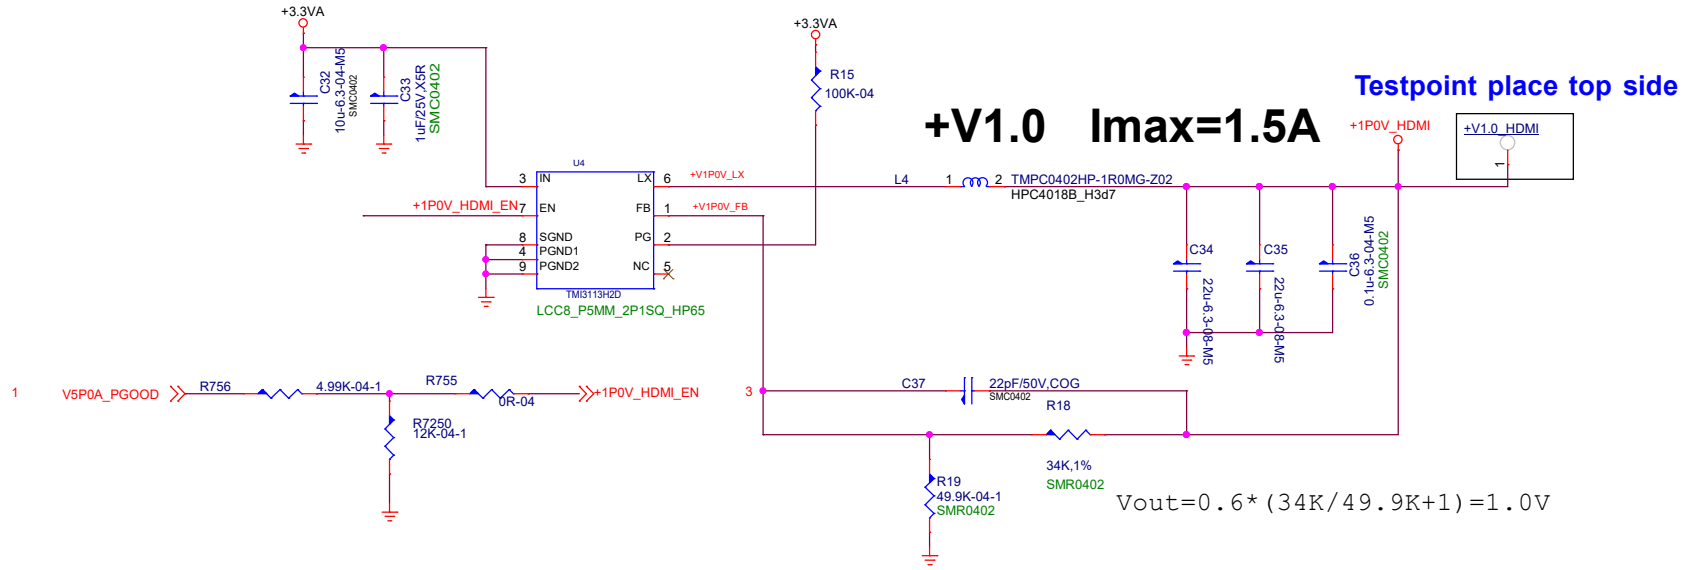 +3.3VA
C32
10u-6.3-04-M5
SMC0402
C33
1uF/25V,X5R
SMC0402
+3.3VA
R15
100K-04
Testpoint place top side
+V1.0 Imax=1.5A
+1P0V_HDMI
+V1.0_HDMI
1
U4
3 IN LX 6
+V1P0V_LX
+1P0V_HDMI_EN
7 EN FB 1
+V1P0V_FB
8 SGND PG 2
4 PGND1
9 PGND2 NC 5
TMI3113H2D
LCC8_P5MM_2P1SQ_HP65
L4 1 2 TMPC0402HP-1R0MG-Z02
HPC4018B_H3d7
C34
22u-6.3-08-M5
C35
22u-6.3-08-M5
C36
0.1u-6.3-04-M5
SMC0402
1 V5P0A_PGOOD
R756 4.99K-04-1
R755
0R-04
+1P0V_HDMI_EN
R7250
12K-04-1
3
C37 22pF/50V,COG
SMC0402
R18
34K,1%
SMR0402
R19
49.9K-04-1
SMR0402
Vout=0.6*(34K/49.9K+1)=1.0V